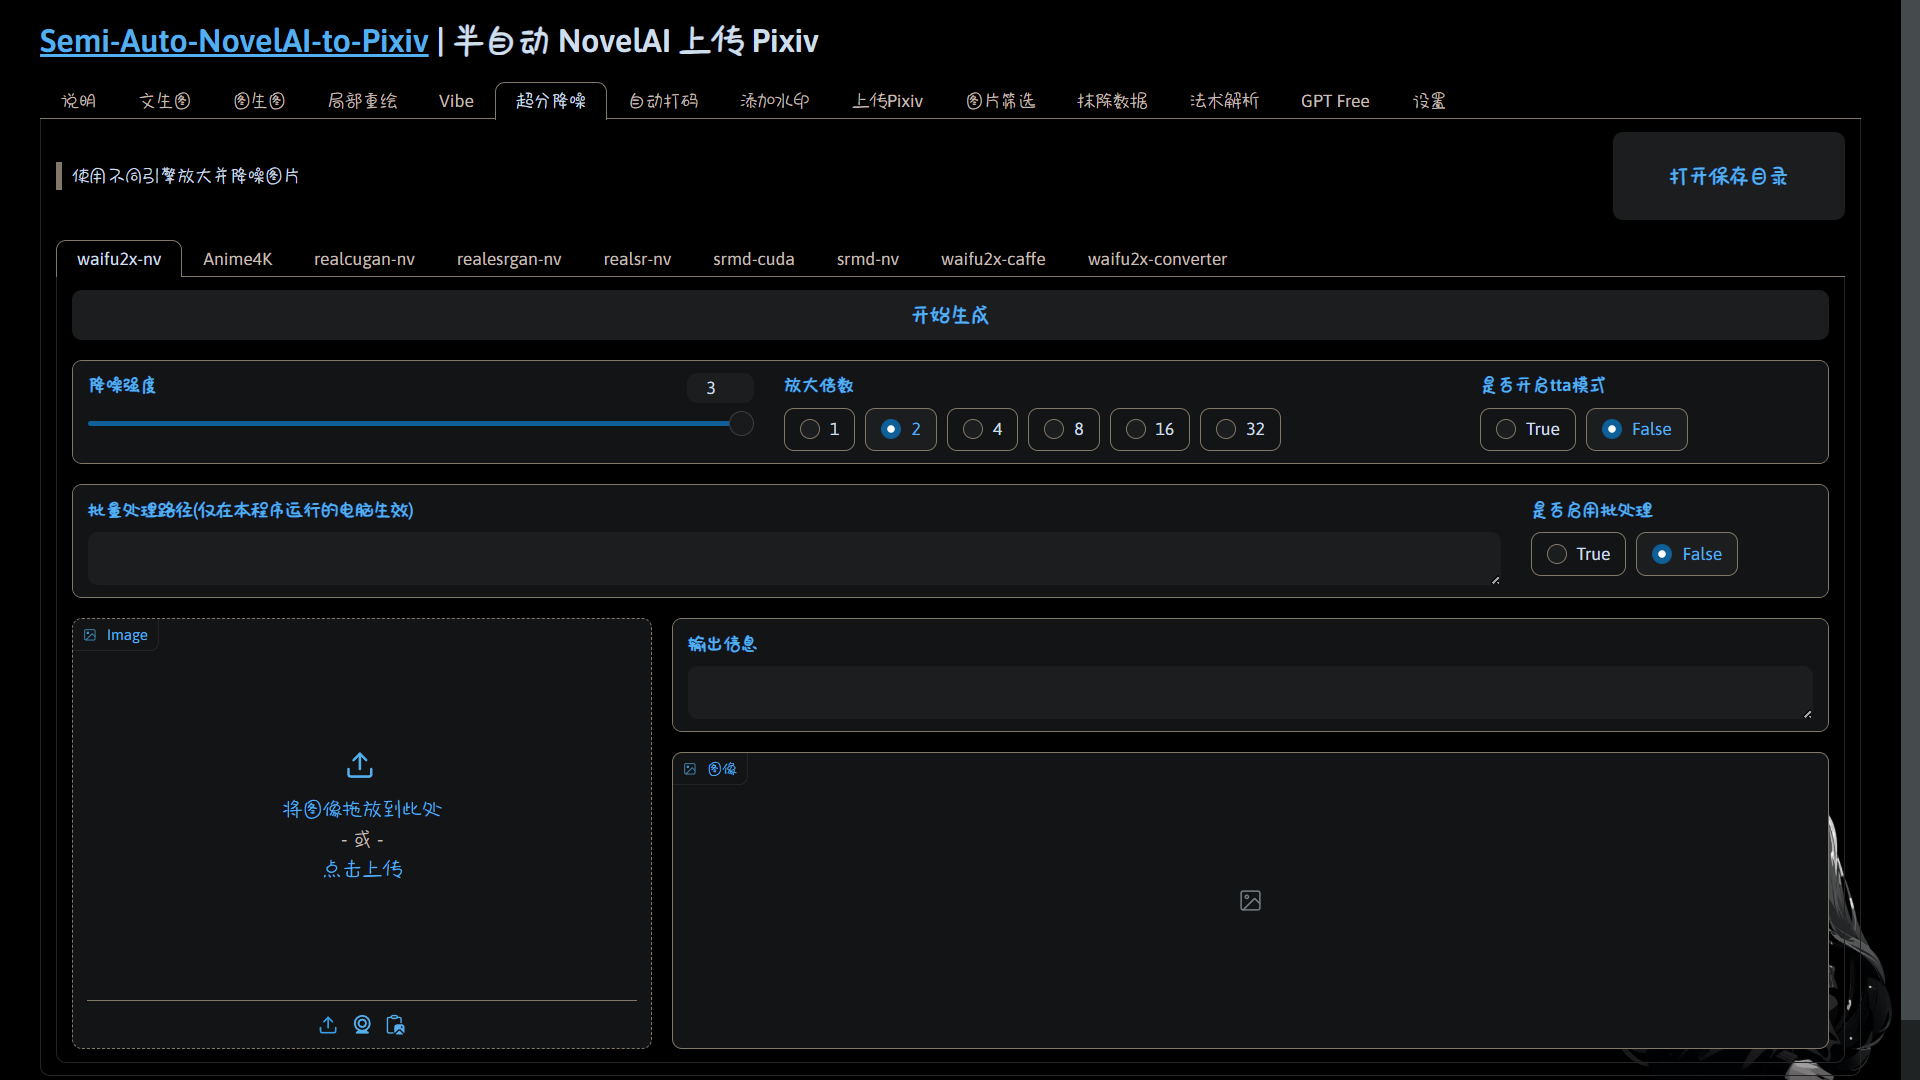 Semi-Auto-NovelAI-to-Pixiv | 半自动 NovelAI 上传 Pixiv
说明 文生图 图生图 局部重绘 Vibe 超分降噪 自动打码 添加水印 上传Pixiv 图片筛选 抹除数据 法术解析 GPT Free 设置
使用不同引擎放大并降噪图片
打开保存目录
waifu2x-nv Anime4K realcugan-nv realesrgan-nv realsr-nv srmd-cuda srmd-nv waifu2x-caffe waifu2x-converter
开始生成
降噪强度 3
放大倍数
1 2 4 8 16 32
是否开启tta模式
True False
批量处理路径(仅在本程序运行的电脑生效)
是否启用批处理
True False
Image
将图像拖放到此处
- 或 -
点击上传
输出信息
图像